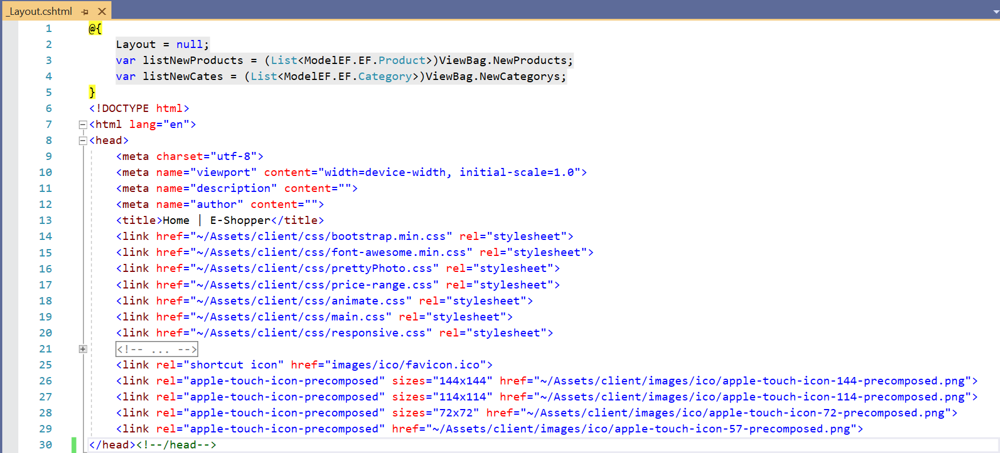 _Layout.cshtml
1 @{
2 Layout = null;
3 var listNewProducts = (List<ModelEF.EF.Product>)ViewBag.NewProducts;
4 var listNewCates = (List<ModelEF.EF.Category>)ViewBag.NewCategorys;
5 }
6 <!DOCTYPE html>
7 <html lang="en">
8 <head>
9 <meta charset="utf-8">
10 <meta name="viewport" content="width=device-width, initial-scale=1.0">
11 <meta name="description" content="">
12 <meta name="author" content="">
13 <title>Home | E-Shopper</title>
14 <link href="~/Assets/client/css/bootstrap.min.css" rel="stylesheet">
15 <link href="~/Assets/client/css/font-awesome.min.css" rel="stylesheet">
16 <link href="~/Assets/client/css/prettyPhoto.css" rel="stylesheet">
17 <link href="~/Assets/client/css/price-range.css" rel="stylesheet">
18 <link href="~/Assets/client/css/animate.css" rel="stylesheet">
19 <link href="~/Assets/client/css/main.css" rel="stylesheet">
20 <link href="~/Assets/client/css/responsive.css" rel="stylesheet">
21 <!-- ... -->
25 <link rel="shortcut icon" href="images/ico/favicon.ico">
26 <link rel="apple-touch-icon-precomposed" sizes="144x144" href="~/Assets/client/images/ico/apple-touch-icon-144-precomposed.png">
27 <link rel="apple-touch-icon-precomposed" sizes="114x114" href="~/Assets/client/images/ico/apple-touch-icon-114-precomposed.png">
28 <link rel="apple-touch-icon-precomposed" sizes="72x72" href="~/Assets/client/images/ico/apple-touch-icon-72-precomposed.png">
29 <link rel="apple-touch-icon-precomposed" href="~/Assets/client/images/ico/apple-touch-icon-57-precomposed.png">
30 </head><!--/head-->